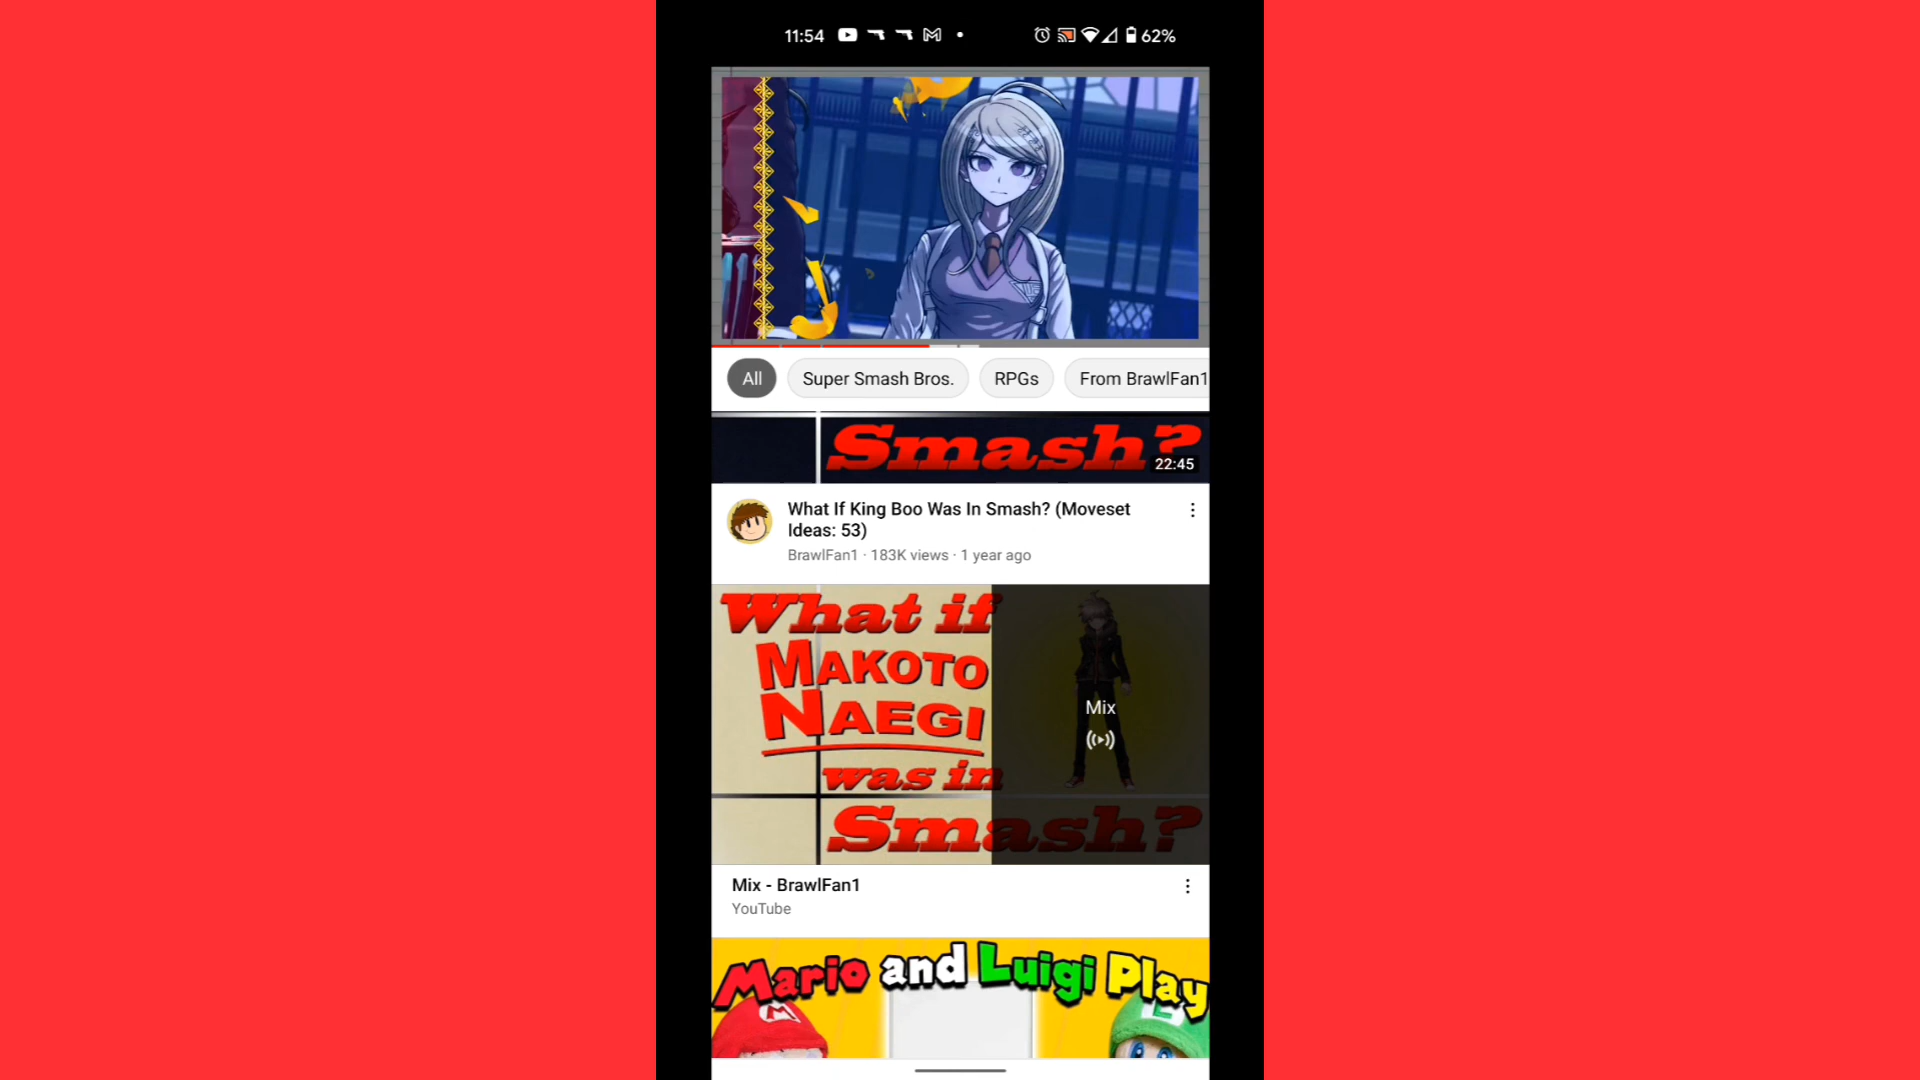 11:54
62%
All
Super Smash Bros.
RPGs
From BrawlFan1
Smash?
22:45
What If King Boo Was In Smash? (Moveset
Ideas: 53)
BrawlFan1 · 183K views · 1 year ago
What if
MAKOTO
NAEGI
was in
Smash?
Mix
Mix - BrawlFan1
YouTube
Mario and Luigi Play
M
L